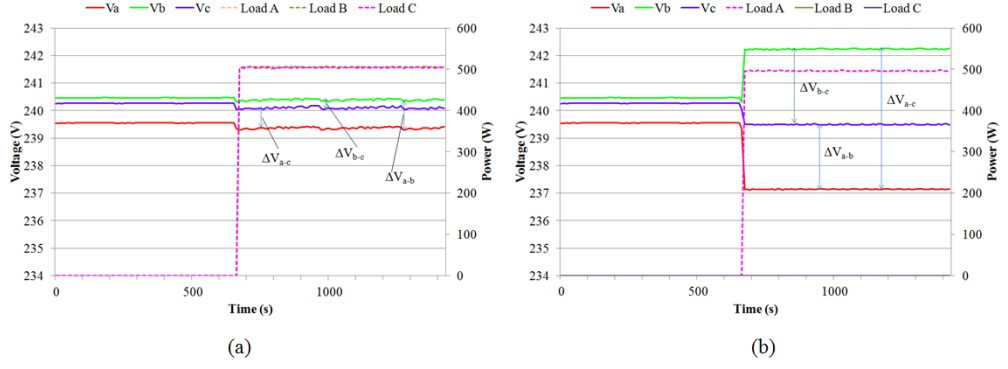 Va Vb Vc Load A Load B Load C
243
242
241
240
239
238
237
236
235
234
Voltage (V)
600
500
400
300
200
100
0
Power (W)
0 500 1000
Time (s)
ΔVa-c
ΔVb-c
ΔVa-b
(a)
Va Vb Vc Load A Load B Load C
243
242
241
240
239
238
237
236
235
234
Voltage (V)
600
500
400
300
200
100
0
Power (W)
0 500 1000
Time (s)
ΔVb-c
ΔVa-c
ΔVa-b
(b)